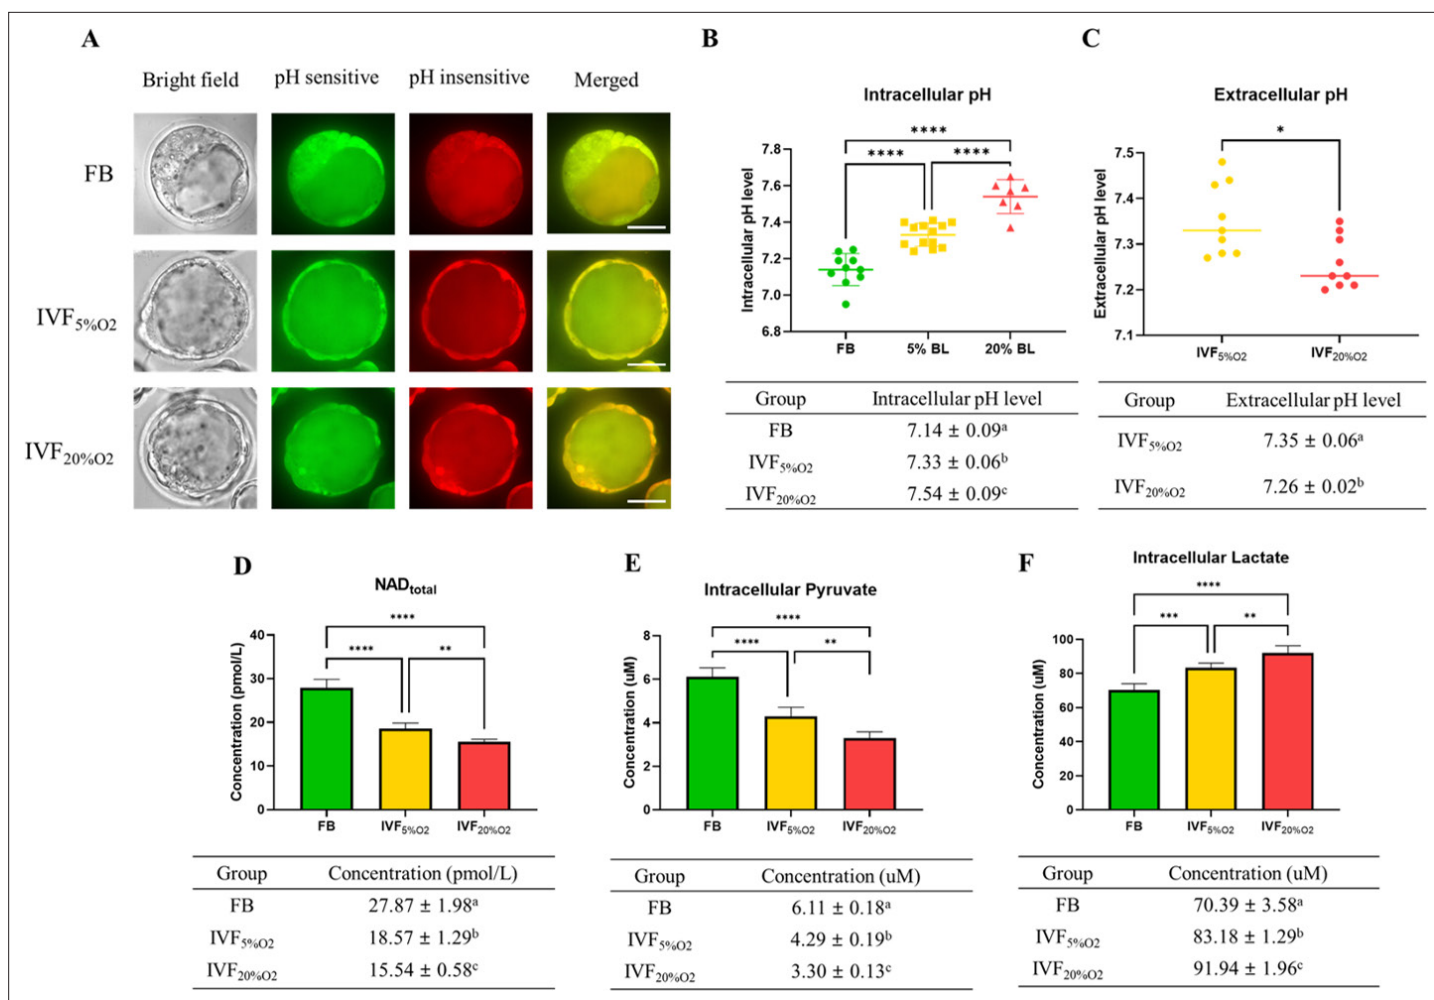 A
Bright field pH sensitive pH insensitive Merged
FB
IVF5%O2
IVF20%O2
B
Intracellular pH
****
**** ****
Intracellular pH level
7.8
7.6
7.4
7.2
7.0
6.8
FB 5% BL 20% BL
Group Intracellular pH level
FB 7.14 ± 0.09a
IVF5%O2 7.33 ± 0.06b
IVF20%O2 7.54 ± 0.09c
C
Extracellular pH
*
Extracellular pH level
7.5
7.4
7.3
7.2
7.1
IVF5%O2 IVF20%O2
Group Extracellular pH level
IVF5%O2 7.35 ± 0.06a
IVF20%O2 7.26 ± 0.02b
D
NADtotal
****
**** **
Concentration (pmol/L)
40
30
20
10
0
FB IVF5%O2 IVF20%O2
Group Concentration (pmol/L)
FB 27.87 ± 1.98a
IVF5%O2 18.57 ± 1.29b
IVF20%O2 15.54 ± 0.58c
E
Intracellular Pyruvate
****
**** **
Concentration (uM)
8
6
4
2
0
FB IVF5%O2 IVF20%O2
Group Concentration (uM)
FB 6.11 ± 0.18a
IVF5%O2 4.29 ± 0.19b
IVF20%O2 3.30 ± 0.13c
F
Intracellular Lactate
****
*** **
Concentration (uM)
100
80
60
40
20
0
FB IVF5%O2 IVF20%O2
Group Concentration (uM)
FB 70.39 ± 3.58a
IVF5%O2 83.18 ± 1.29b
IVF20%O2 91.94 ± 1.96c